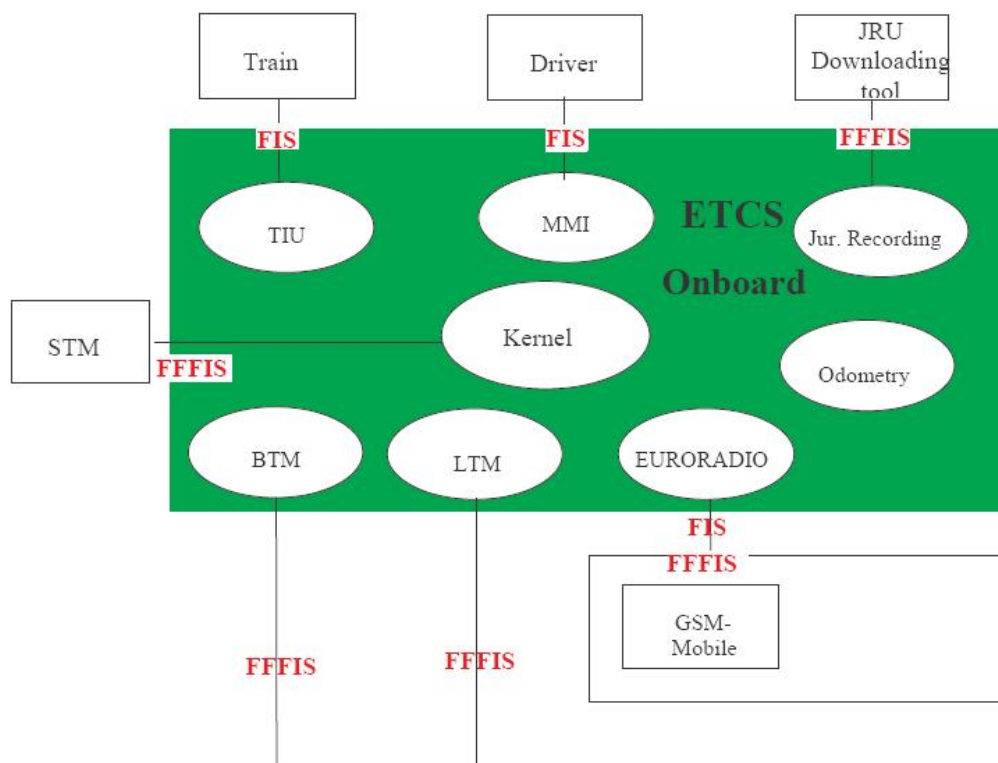 Train
Driver
JRU
Downloading
tool
FIS
FIS
FFFIS
TIU
MMI
ETCS
Onboard
Jur. Recording
STM
FFFIS
Kernel
Odometry
BTM
LTM
EURORADIO
FIS
FFFIS
GSM-
Mobile
FFFIS
FFFIS